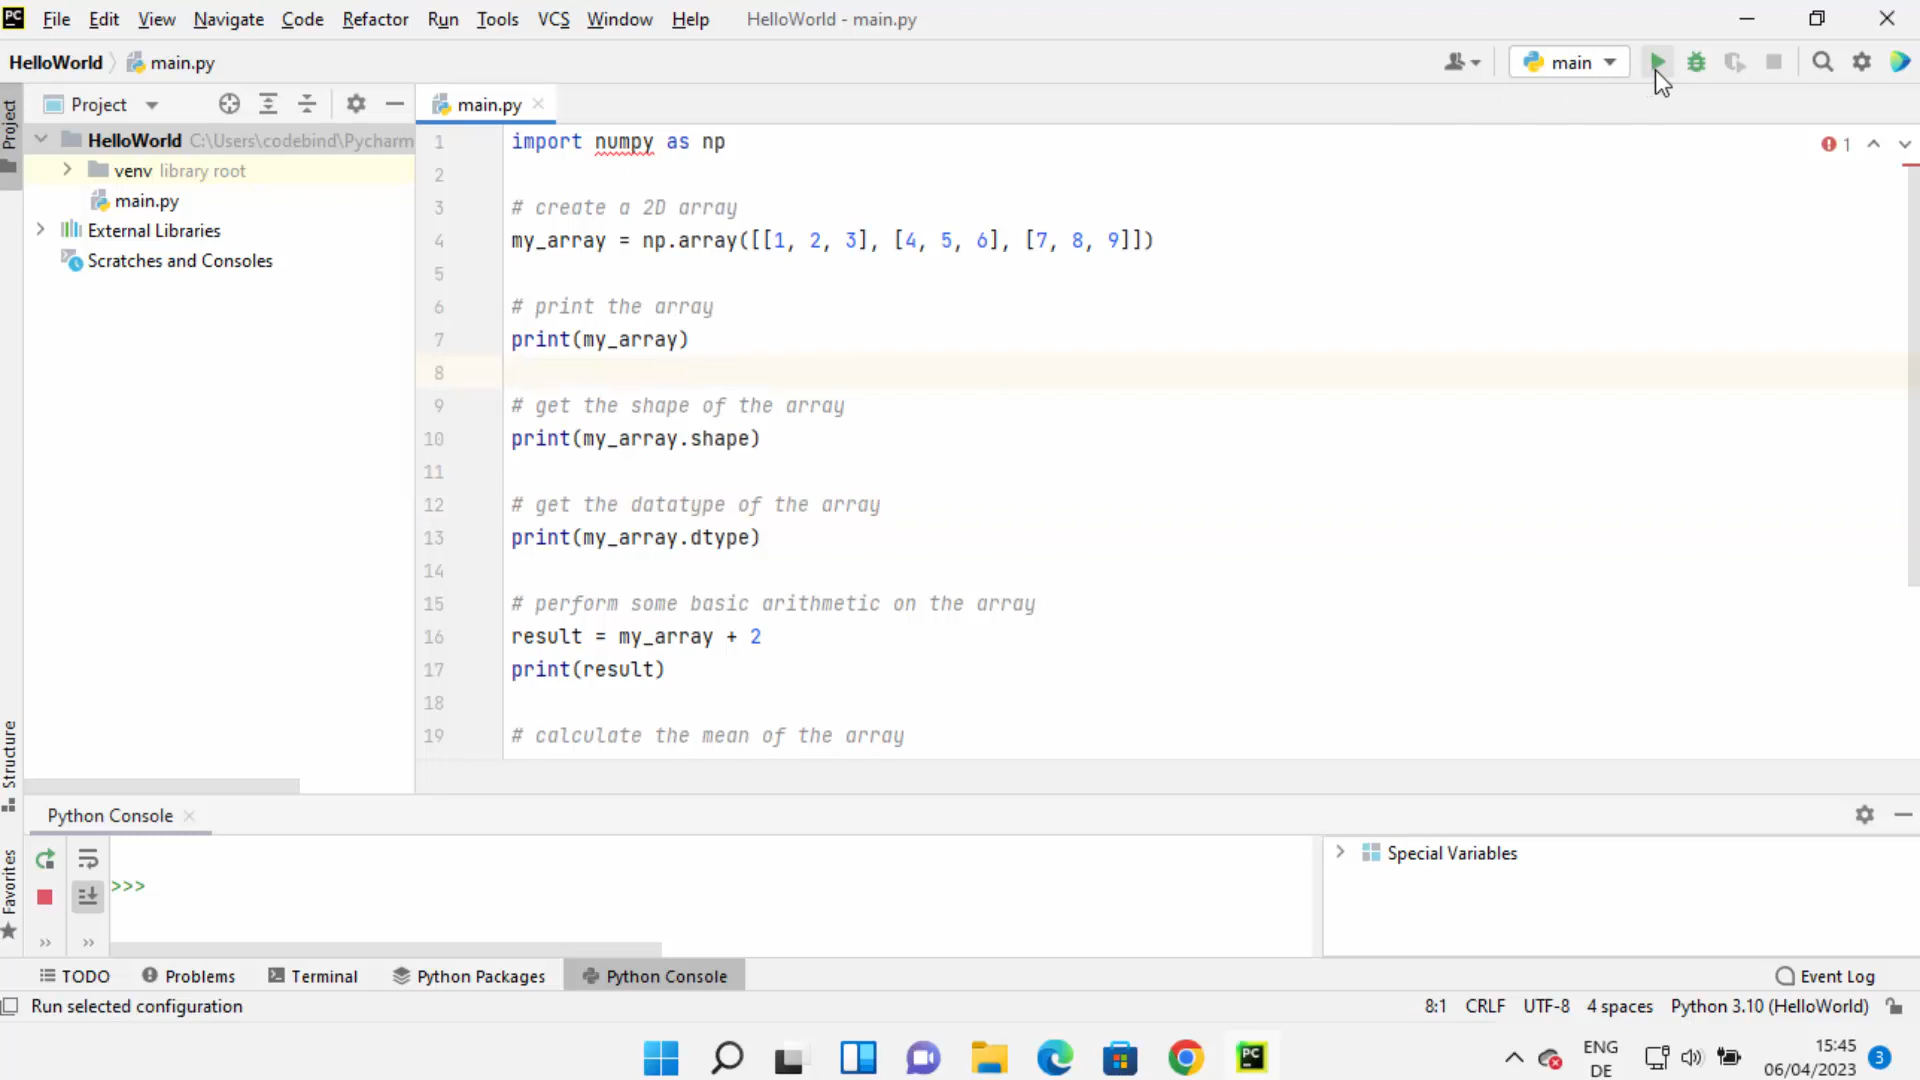 PC File Edit View Navigate Code Refactor Run Tools VCS Window Help HelloWorld - main.py
HelloWorld main.py main
Project Project main.py
HelloWorld C:\Users\codebind\Pycharm
venv library root
main.py
External Libraries
Scratches and Consoles
1 import numpy as np
2
3 # create a 2D array
4 my_array = np.array([[1, 2, 3], [4, 5, 6], [7, 8, 9]])
5
6 # print the array
7 print(my_array)
8
9 # get the shape of the array
10 print(my_array.shape)
11
12 # get the datatype of the array
13 print(my_array.dtype)
14
15 # perform some basic arithmetic on the array
16 result = my_array + 2
17 print(result)
18
19 # calculate the mean of the array
1
Structure
Favorites
Python Console
>>>
Special Variables
TODO Problems Terminal Python Packages Python Console Event Log
Run selected configuration 8:1 CRLF UTF-8 4 spaces Python 3.10 (HelloWorld)
PC
ENG
DE
15:45
06/04/2023
3